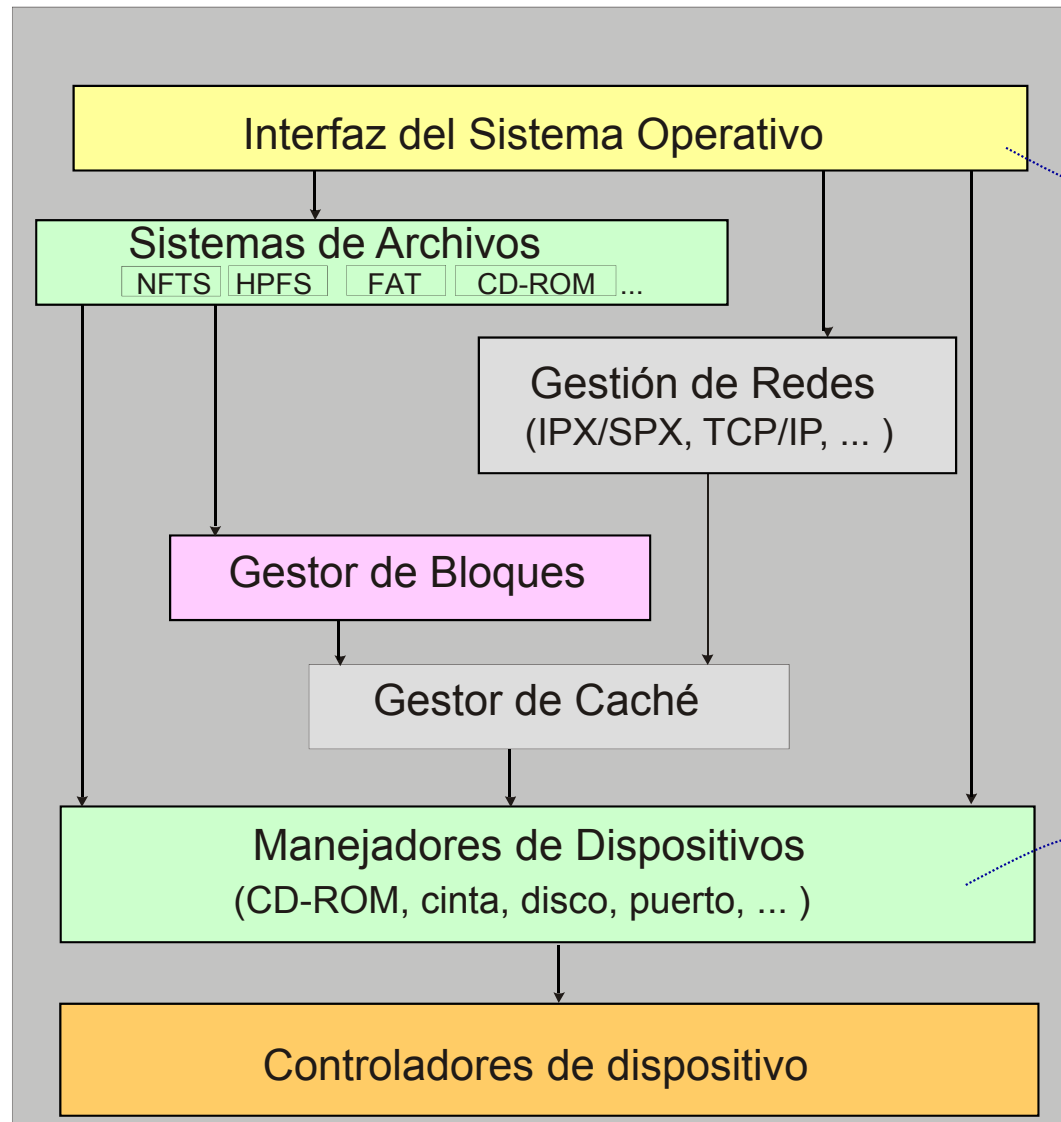 Interfaz del Sistema Operativo
Sistemas de Archivos
NFTS HPFS FAT CD-ROM ...
Gestión de Redes
(IPX/SPX, TCP/IP, ... )
Gestor de Bloques
Gestor de Caché
Manejadores de Dispositivos
(CD-ROM, cinta, disco, puerto, ... )
Controladores de dispositivo